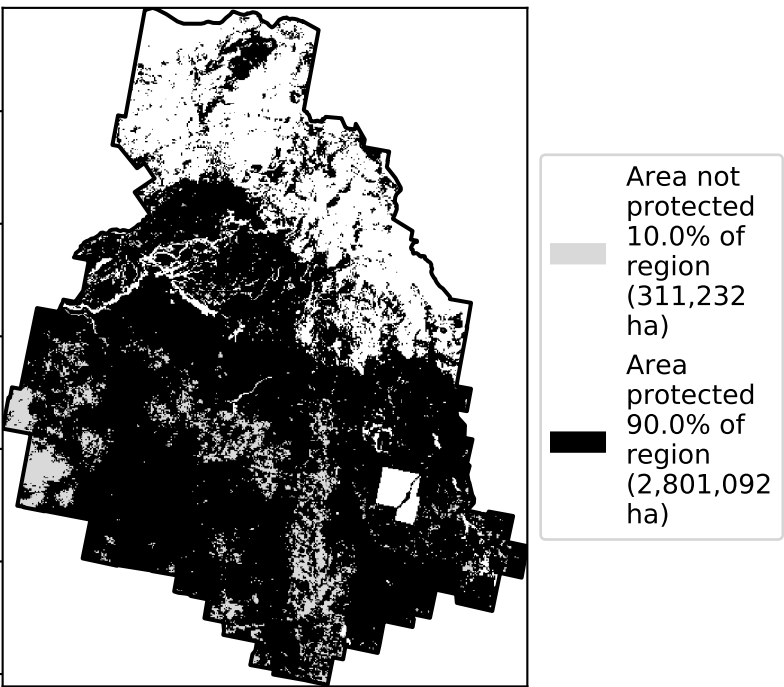 Area not
protected
10.0% of
region
(311,232
ha)
Area
protected
90.0% of
region
(2,801,092
ha)